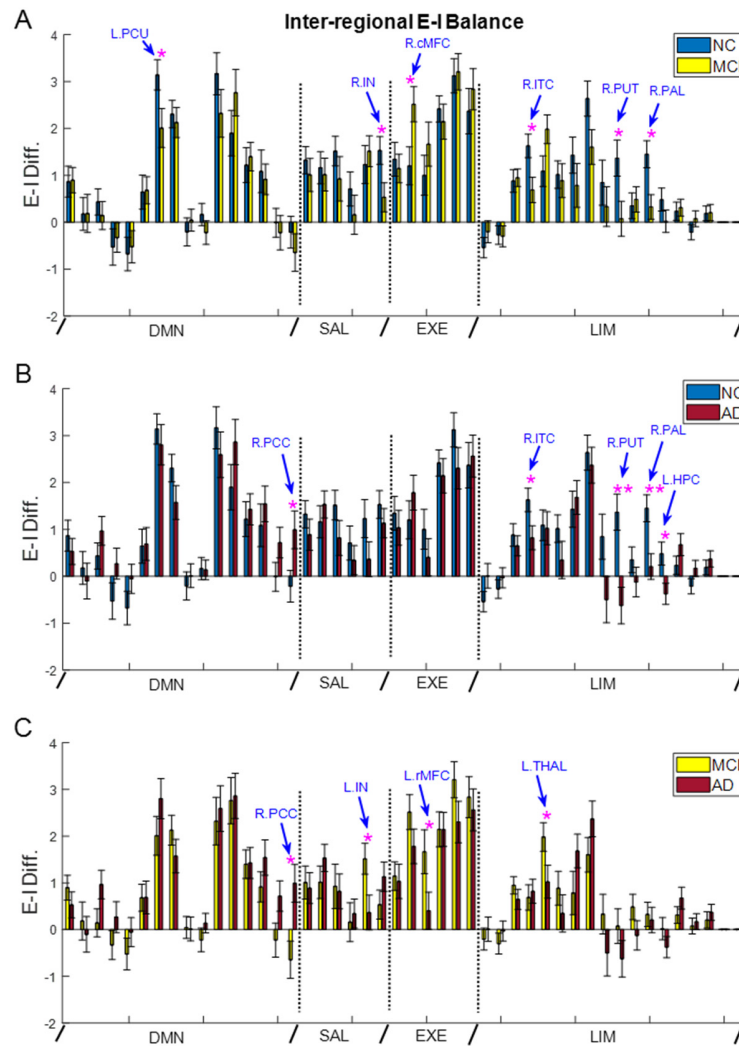 A
Inter-regional E-I Balance
NC
MCI
L.PCU
*
R.IN
*
R.cMFC
*
R.ITC
*
R.PUT
*
R.PAL
*
E-I Diff.
4
3
2
1
0
-1
-2
DMN
SAL
EXE
LIM
B
NC
AD
R.PCC
*
R.ITC
*
R.PUT
**
R.PAL
**
L.HPC
*
E-I Diff.
4
3
2
1
0
-1
-2
DMN
SAL
EXE
LIM
C
MCI
AD
R.PCC
*
L.IN
*
L.rMFC
*
L.THAL
*
E-I Diff.
4
3
2
1
0
-1
-2
DMN
SAL
EXE
LIM